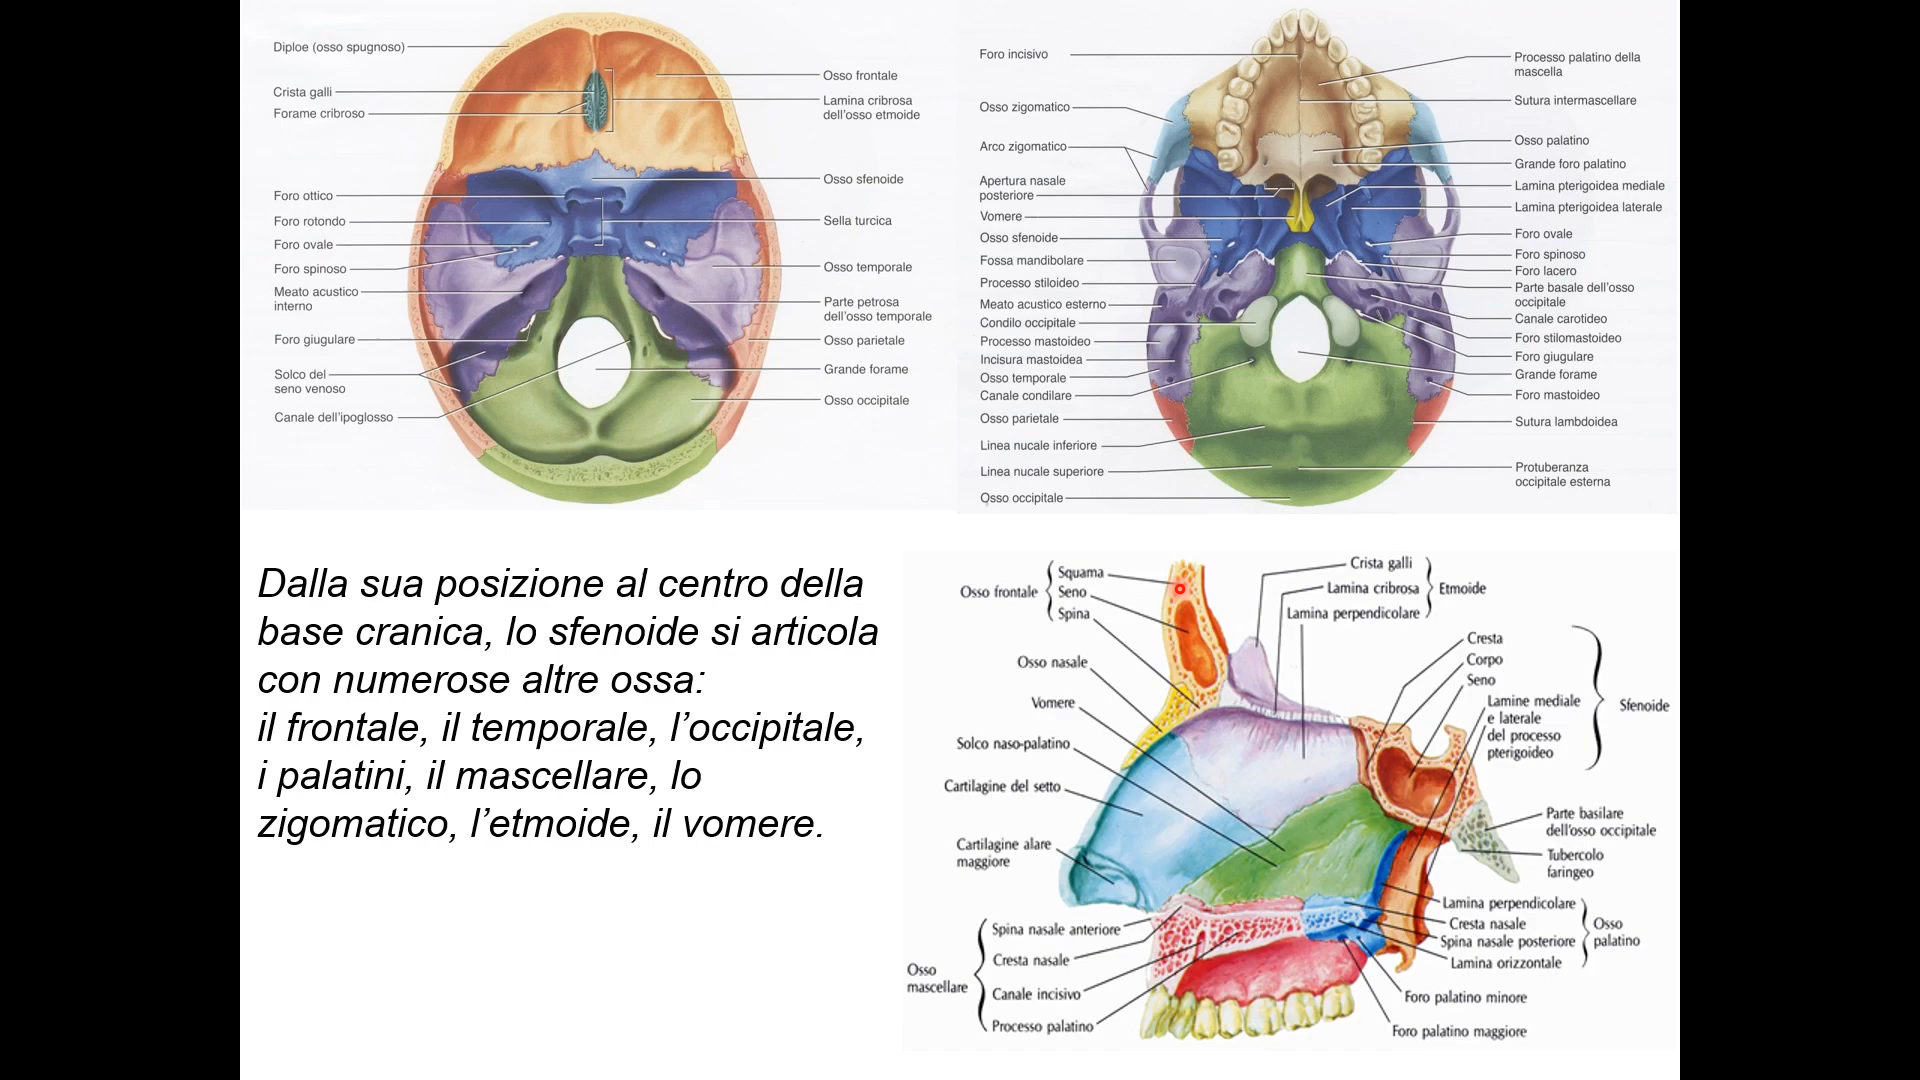 Diploe (osso spugnoso)
Crista galli
Forame cribroso
Foro ottico
Foro rotondo
Foro ovale
Foro spinoso
Meato acustico
interno
Foro giugulare
Solco del
seno venoso
Canale dell'ipoglosso
Osso frontale
Lamina cribrosa
dell'osso etmoide
Osso sfenoide
Sella turcica
Osso temporale
Parte petrosa
dell'osso temporale
Osso parietale
Grande forame
Osso occipitale
Foro incisivo
Osso zigomatico
Arco zigomatico
Apertura nasale
posteriore
Vomere
Osso sfenoide
Fossa mandibolare
Processo stiloideo
Meato acustico esterno
Condilo occipitale
Processo mastoideo
Incisura mastoidea
Osso temporale
Canale condilare
Osso parietale
Linea nucale inferiore
Linea nucale superiore
Osso occipitale
Processo palatino della
mascella
Sutura intermascellare
Osso palatino
Grande foro palatino
Lamina pterigoidea mediale
Lamina pterigoidea laterale
Foro ovale
Foro spinoso
Foro lacero
Parte basale dell'osso
occipitale
Canale carotideo
Foro stilomastoideo
Foro giugulare
Grande forame
Foro mastoideo
Sutura lambdoidea
Protuberanza
occipitale esterna
Dalla sua posizione al centro della
base cranica, lo sfenoide si articola
con numerose altre ossa:
il frontale, il temporale, l'occipitale,
i palatini, il mascellare, lo
zigomatico, l'etmoide, il vomere.
Osso frontale
Squama
Seno
Spina
Osso nasale
Vomere
Solco naso-palatino
Cartilagine del setto
Cartilagine alare
maggiore
Osso
mascellare
Spina nasale anteriore
Cresta nasale
Canale incisivo
Processo palatino
Crista galli
Lamina cribrosa
Lamina perpendicolare
Etmoide
Cresta
Corpo
Seno
Lamine mediale
e laterale
del processo
pterigoideo
Sfenoide
Parte basilare
dell'osso occipitale
Tubercolo
faringeo
Lamina perpendicolare
Cresta nasale
Spina nasale posteriore
Lamina orizzontale
Osso
palatino
Foro palatino minore
Foro palatino maggiore